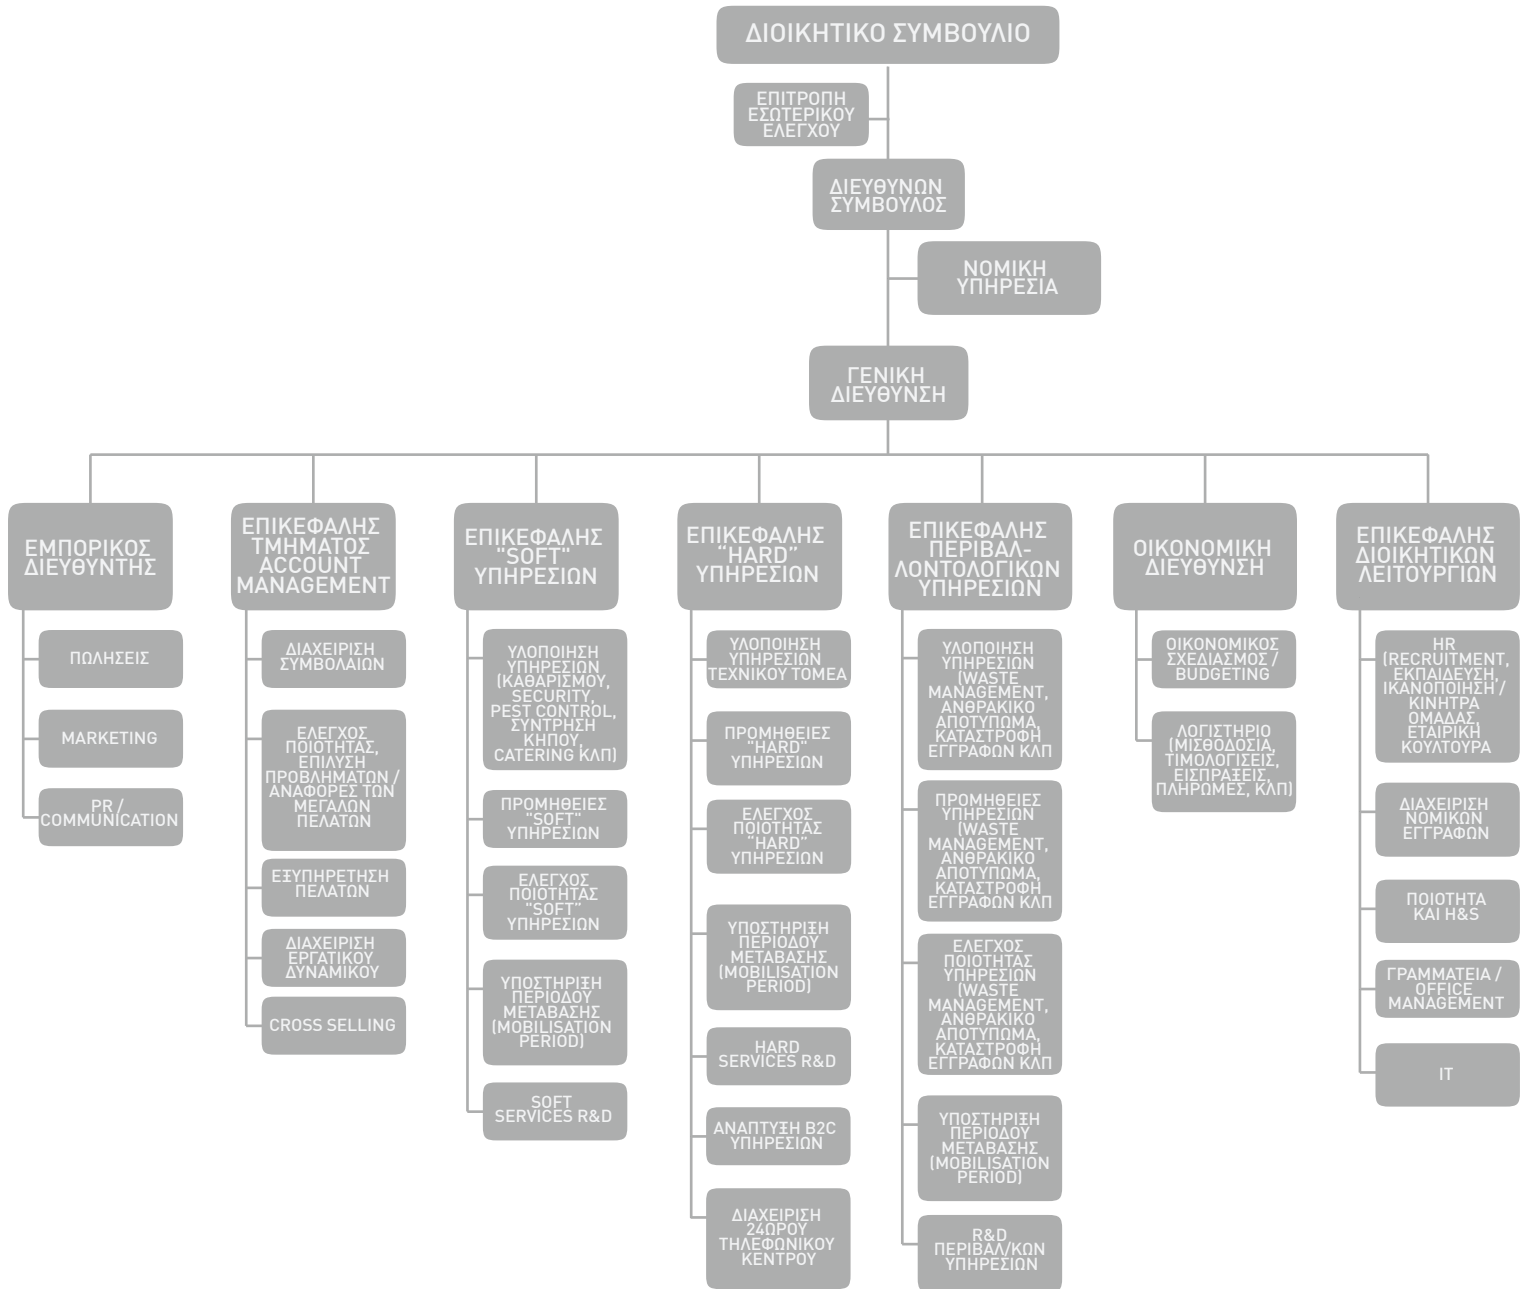 ΔΙΟΙΚΗΤΙΚΟ ΣΥΜΒΟΥΛΙΟ
ΕΠΙΤΡΟΠΗ
ΕΣΩΤΕΡΙΚΟΥ
ΕΛΕΓΧΟΥ
ΔΙΕΥΘΥΝΩΝ
ΣΥΜΒΟΥΛΟΣ
ΝΟΜΙΚΗ
ΥΠΗΡΕΣΙΑ
ΓΕΝΙΚΗ
ΔΙΕΥΘΥΝΣΗ
ΕΜΠΟΡΙΚΟΣ
ΔΙΕΥΘΥΝΤΗΣ
ΠΩΛΗΣΕΙΣ
MARKETING
PR /
COMMUNICATION
ΕΠΙΚΕΦΑΛΗΣ
ΤΜΗΜΑΤΟΣ
ACCOUNT
MANAGEMENT
ΔΙΑΧΕΙΡΙΣΗ
ΣΥΜΒΟΛΑΙΩΝ
ΕΛΕΓΧΟΣ
ΠΟΙΟΤΗΤΑΣ,
ΕΠΙΛΥΣΗ
ΠΡΟΒΛΗΜΑΤΩΝ /
ΑΝΑΦΟΡΕΣ ΤΩΝ
ΜΕΓΑΛΩΝ
ΠΕΛΑΤΩΝ
ΕΞΥΠΗΡΕΤΗΣΗ
ΠΕΛΑΤΩΝ
ΔΙΑΧΕΙΡΙΣΗ
ΕΡΓΑΤΙΚΟΥ
ΔΥΝΑΜΙΚΟΥ
CROSS SELLING
ΕΠΙΚΕΦΑΛΗΣ
"SOFT"
ΥΠΗΡΕΣΙΩΝ
ΥΛΟΠΟΙΗΣΗ
ΥΠΗΡΕΣΙΩΝ
(ΚΑΘΑΡΙΣΜΟΥ,
SECURITY,
PEST CONTROL,
ΣΥΝΤΡΗΣΗ
ΚΗΠΟΥ,
CATERING ΚΛΠ)
ΠΡΟΜΗΘΕΙΕΣ
"SOFT"
ΥΠΗΡΕΣΙΩΝ
ΕΛΕΓΧΟΣ
ΠΟΙΟΤΗΤΑΣ
"SOFT"
ΥΠΗΡΕΣΙΩΝ
ΥΠΟΣΤΗΡΙΞΗ
ΠΕΡΙΟΔΟΥ
ΜΕΤΑΒΑΣΗΣ
(MOBILISATION
PERIOD)
SOFT
SERVICES R&D
ΕΠΙΚΕΦΑΛΗΣ
"HARD"
ΥΠΗΡΕΣΙΩΝ
ΥΛΟΠΟΙΗΣΗ
ΥΠΗΡΕΣΙΩΝ
ΤΕΧΝΙΚΟΥ ΤΟΜΕΑ
ΠΡΟΜΗΘΕΙΕΣ
"HARD"
ΥΠΗΡΕΣΙΩΝ
ΕΛΕΓΧΟΣ
ΠΟΙΟΤΗΤΑΣ
"HARD"
ΥΠΗΡΕΣΙΩΝ
ΥΠΟΣΤΗΡΙΞΗ
ΠΕΡΙΟΔΟΥ
ΜΕΤΑΒΑΣΗΣ
(MOBILISATION
PERIOD)
HARD
SERVICES R&D
ΑΝΑΠΤΥΞΗ B2C
ΥΠΗΡΕΣΙΩΝ
ΔΙΑΧΕΙΡΙΣΗ
24ΩΡΟΥ
ΤΗΛΕΦΩΝΙΚΟΥ
ΚΕΝΤΡΟΥ
ΕΠΙΚΕΦΑΛΗΣ
ΠΕΡΙΒΑΛ-
ΛΟΝΤΟΛΟΓΙΚΩΝ
ΥΠΗΡΕΣΙΩΝ
ΥΛΟΠΟΙΗΣΗ
ΥΠΗΡΕΣΙΩΝ
(WASTE
MANAGEMENT,
ΑΝΘΡΑΚΙΚΟ
ΑΠΟΤΥΠΩΜΑ,
ΚΑΤΑΣΤΡΟΦΗ
ΕΓΓΡΑΦΩΝ ΚΛΠ
ΠΡΟΜΗΘΕΙΕΣ
ΥΠΗΡΕΣΙΩΝ
(WASTE
MANAGEMENT,
ΑΝΘΡΑΚΙΚΟ
ΑΠΟΤΥΠΩΜΑ,
ΚΑΤΑΣΤΡΟΦΗ
ΕΓΓΡΑΦΩΝ ΚΛΠ
ΕΛΕΓΧΟΣ
ΠΟΙΟΤΗΤΑΣ
ΥΠΗΡΕΣΙΩΝ
(WASTE
MANAGEMENT,
ΑΝΘΡΑΚΙΚΟ
ΑΠΟΤΥΠΩΜΑ,
ΚΑΤΑΣΤΡΟΦΗ
ΕΓΓΡΑΦΩΝ ΚΛΠ
ΥΠΟΣΤΗΡΙΞΗ
ΠΕΡΙΟΔΟΥ
ΜΕΤΑΒΑΣΗΣ
(MOBILISATION
PERIOD)
R&D
ΠΕΡΙΒΑΛ/ΚΩΝ
ΥΠΗΡΕΣΙΩΝ
ΟΙΚΟΝΟΜΙΚΗ
ΔΙΕΥΘΥΝΣΗ
ΟΙΚΟΝΟΜΙΚΟΣ
ΣΧΕΔΙΑΣΜΟΣ /
BUDGETING
ΛΟΓΙΣΤΗΡΙΟ
(ΜΙΣΘΟΔΟΣΙΑ,
ΤΙΜΟΛΟΓΙΣΕΙΣ,
ΕΙΣΠΡΑΞΕΙΣ,
ΠΛΗΡΩΜΕΣ, ΚΛΠ)
ΕΠΙΚΕΦΑΛΗΣ
ΔΙΟΙΚΗΤΙΚΩΝ
ΛΕΙΤΟΥΡΓΙΩΝ
HR
(RECRUITMENT,
ΕΚΠΑΙΔΕΥΣΗ,
ΙΚΑΝΟΠΟΙΗΣΗ /
ΚΙΝΗΤΡΑ
ΟΜΑΔΑΣ,
ΕΤΑΙΡΙΚΗ
ΚΟΥΛΤΟΥΡΑ
ΔΙΑΧΕΙΡΙΣΗ
ΝΟΜΙΚΩΝ
ΕΓΓΡΑΦΩΝ
ΠΟΙΟΤΗΤΑ
ΚΑΙ H&S
ΓΡΑΜΜΑΤΕΙΑ /
OFFICE
MANAGEMENT
IT